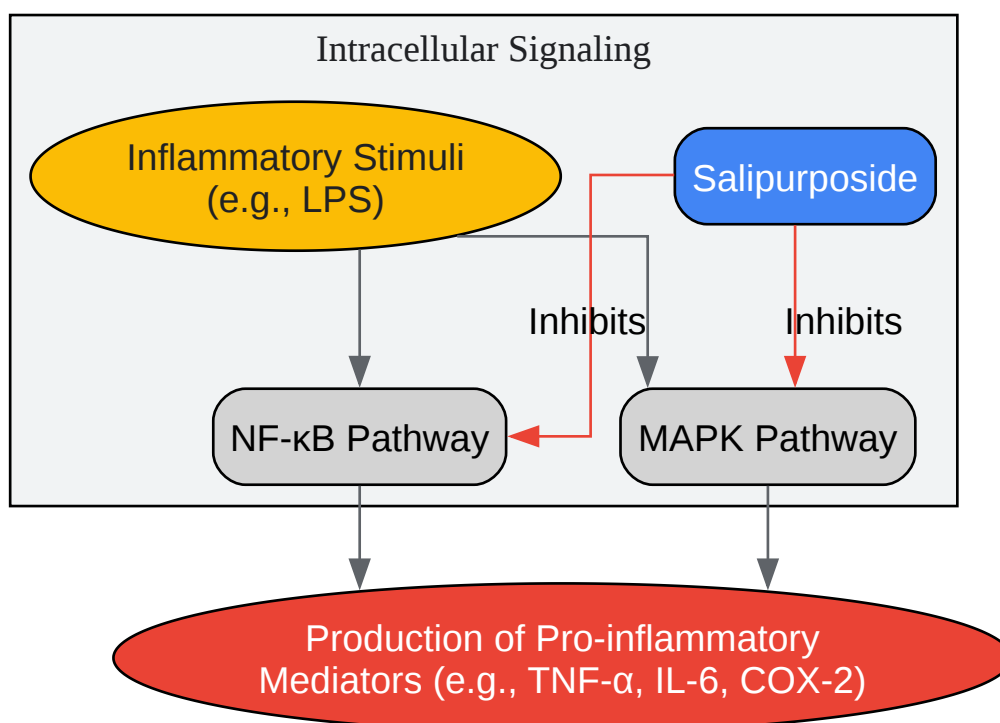 Intracellular Signaling
Inflammatory Stimuli
(e.g., LPS)
Salipurposide
Inhibits
Inhibits
NF-κB Pathway
MAPK Pathway
Production of Pro-inflammatory
Mediators (e.g., TNF-α, IL-6, COX-2)